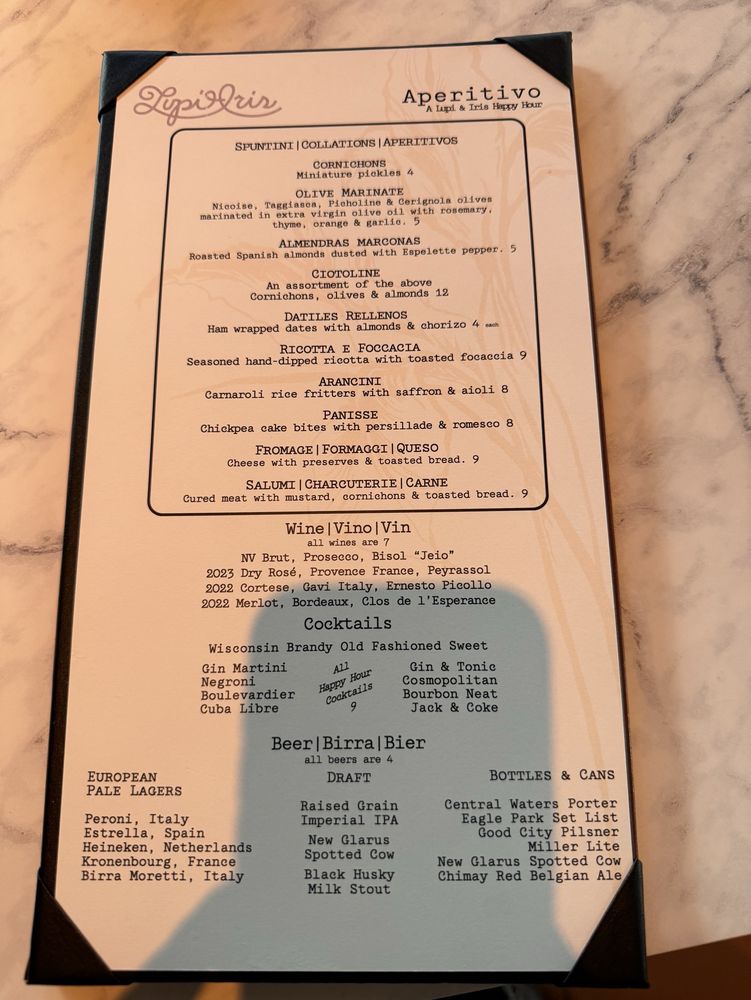 Lupi & Iris
Aperitivo
A Lupi & Iris Happy Hour
SPUNTINI|COLLATIONS|APERITIVOS
CORNICHONS
Miniature pickles 4
OLIVE MARINATE
Nicoise, Taggiasca, Picholine & Cerignola olives
marinated in extra virgin olive oil with rosemary,
thyme, orange & garlic. 5
ALMENDRAS MARCONAS
Roasted Spanish almonds dusted with Espelette pepper. 5
CIOTOLINE
An assortment of the above
Cornichons, olives & almonds 12
DATILES RELLENOS
Ham wrapped dates with almonds & chorizo 4 each
RICOTTA E FOCCACIA
Seasoned hand-dipped ricotta with toasted focaccia 9
ARANCINI
Carnaroli rice fritters with saffron & aioli 8
PANISSE
Chickpea cake bites with persillade & romesco 8
FROMAGE|FORMAGGI|QUESO
Cheese with preserves & toasted bread. 9
SALUMI|CHARCUTERIE|CARNE
Cured meat with mustard, cornichons & toasted bread. 9
Wine|Vino|Vin
all wines are 7
NV Brut, Prosecco, Bisol "Jeio"
2023 Dry Rosé, Provence France, Peyrassol
2022 Cortese, Gavi Italy, Ernesto Picollo
2022 Merlot, Bordeaux, Clos de l'Esperance
Cocktails
Wisconsin Brandy Old Fashioned Sweet
Gin Martini
Negroni
Boulevardier
Cuba Libre
All
Happy Hour
Cocktails
9
Gin & Tonic
Cosmopolitan
Bourbon Neat
Jack & Coke
Beer|Birra|Bier
all beers are 4
EUROPEAN
PALE LAGERS
Peroni, Italy
Estrella, Spain
Heineken, Netherlands
Kronenbourg, France
Birra Moretti, Italy
DRAFT
Raised Grain
Imperial IPA
New Glarus
Spotted Cow
Black Husky
Milk Stout
BOTTLES & CANS
Central Waters Porter
Eagle Park Set List
Good City Pilsner
Miller Lite
New Glarus Spotted Cow
Chimay Red Belgian Ale